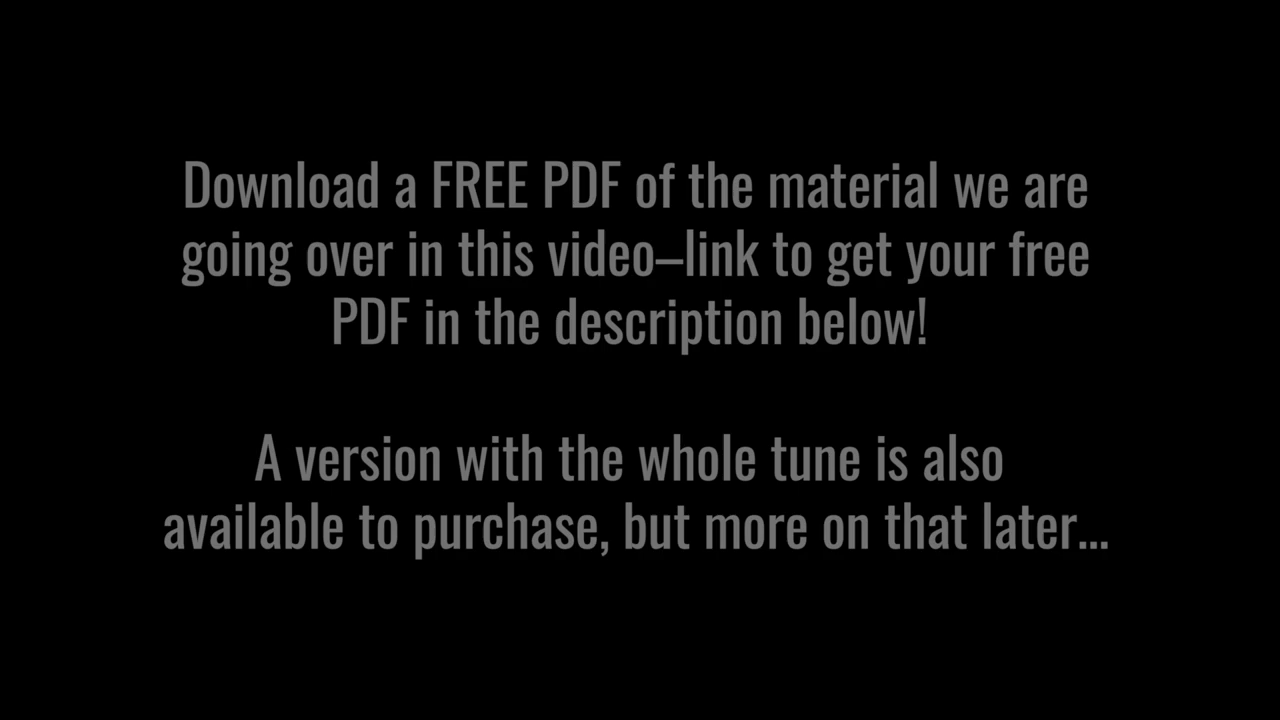 Download a FREE PDF of the material we are
going over in this video–link to get your free
PDF in the description below!
A version with the whole tune is also
available to purchase, but more on that later...